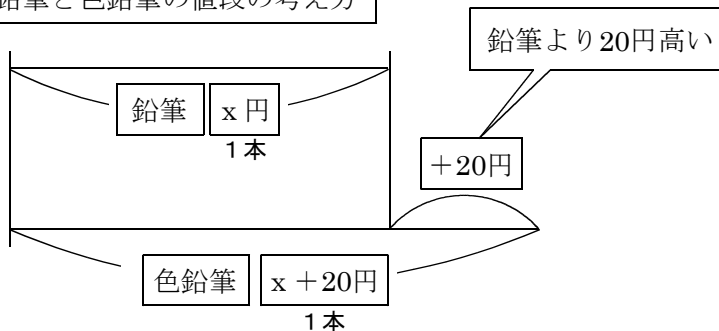 鉛筆と色鉛筆の値段の考え方
鉛筆より20円高い
鉛筆 x 円
1本
+20円
色鉛筆 x +20円
1本